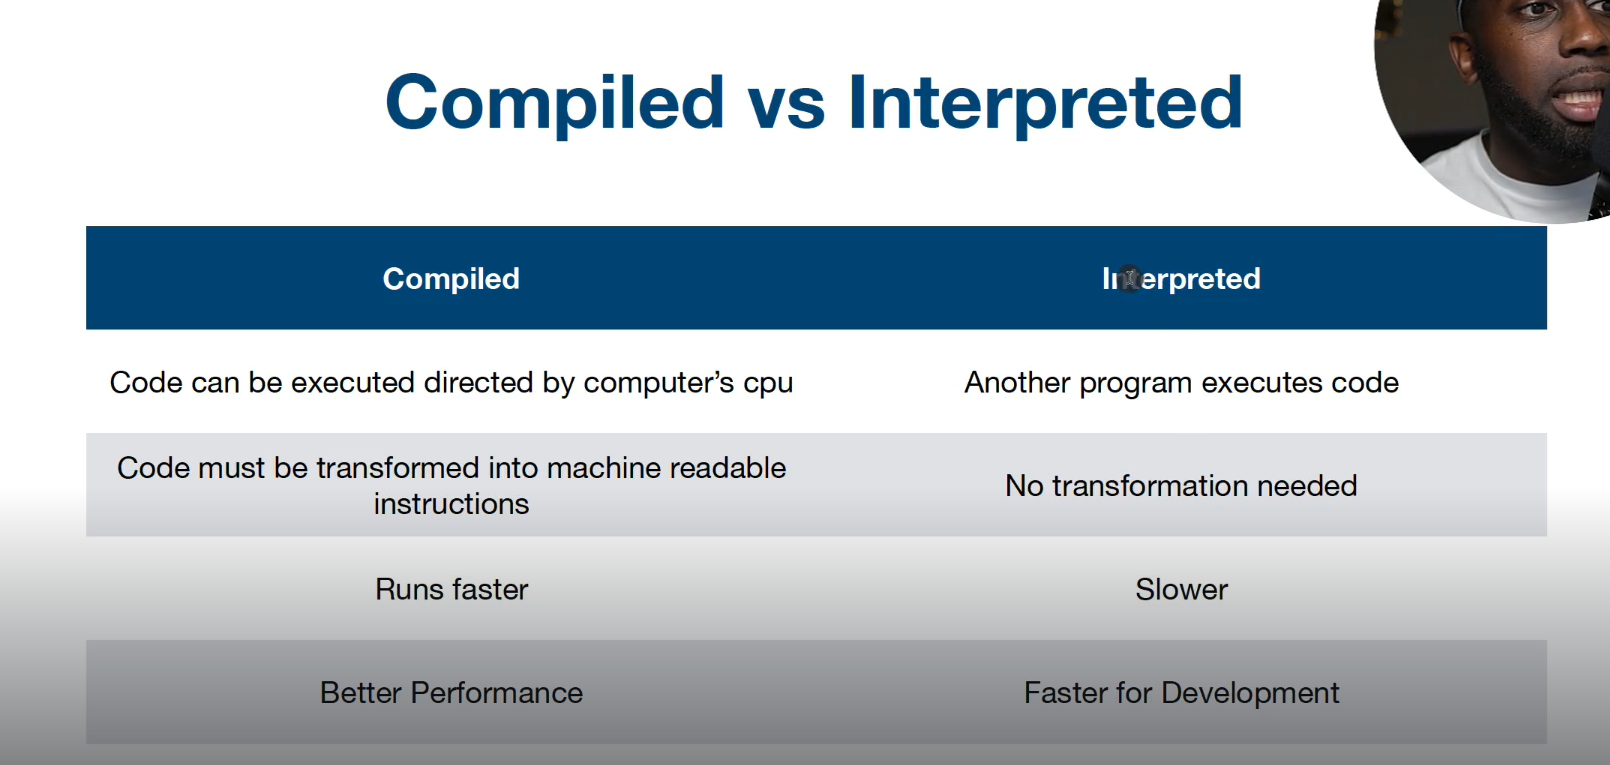 Compiled vs Interpreted
Compiled
Interpreted
Code can be executed directed by computer’s cpu
Another program executes code
Code must be transformed into machine readable
instructions
No transformation needed
Runs faster
Slower
Better Performance
Faster for Development